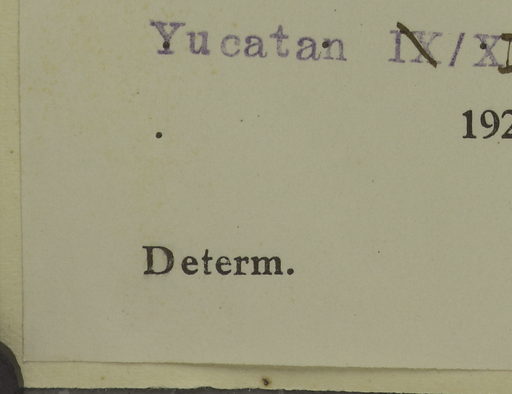 Yucatan IX/X
192
Determ.